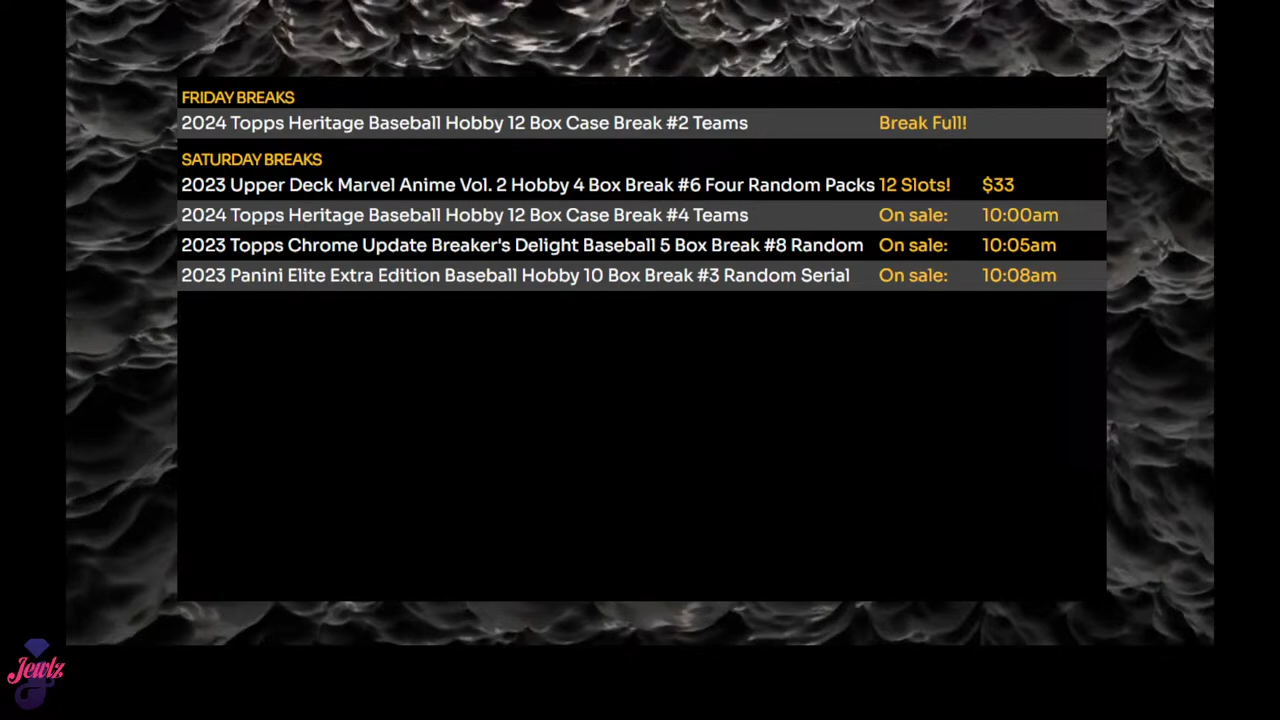 FRIDAY BREAKS
2024 Topps Heritage Baseball Hobby 12 Box Case Break #2 Teams Break Full!
SATURDAY BREAKS
2023 Upper Deck Marvel Anime Vol. 2 Hobby 4 Box Break #6 Four Random Packs 12 Slots! $33
2024 Topps Heritage Baseball Hobby 12 Box Case Break #4 Teams On sale: 10:00am
2023 Topps Chrome Update Breaker's Delight Baseball 5 Box Break #8 Random On sale: 10:05am
2023 Panini Elite Extra Edition Baseball Hobby 10 Box Break #3 Random Serial On sale: 10:08am
Jewlz